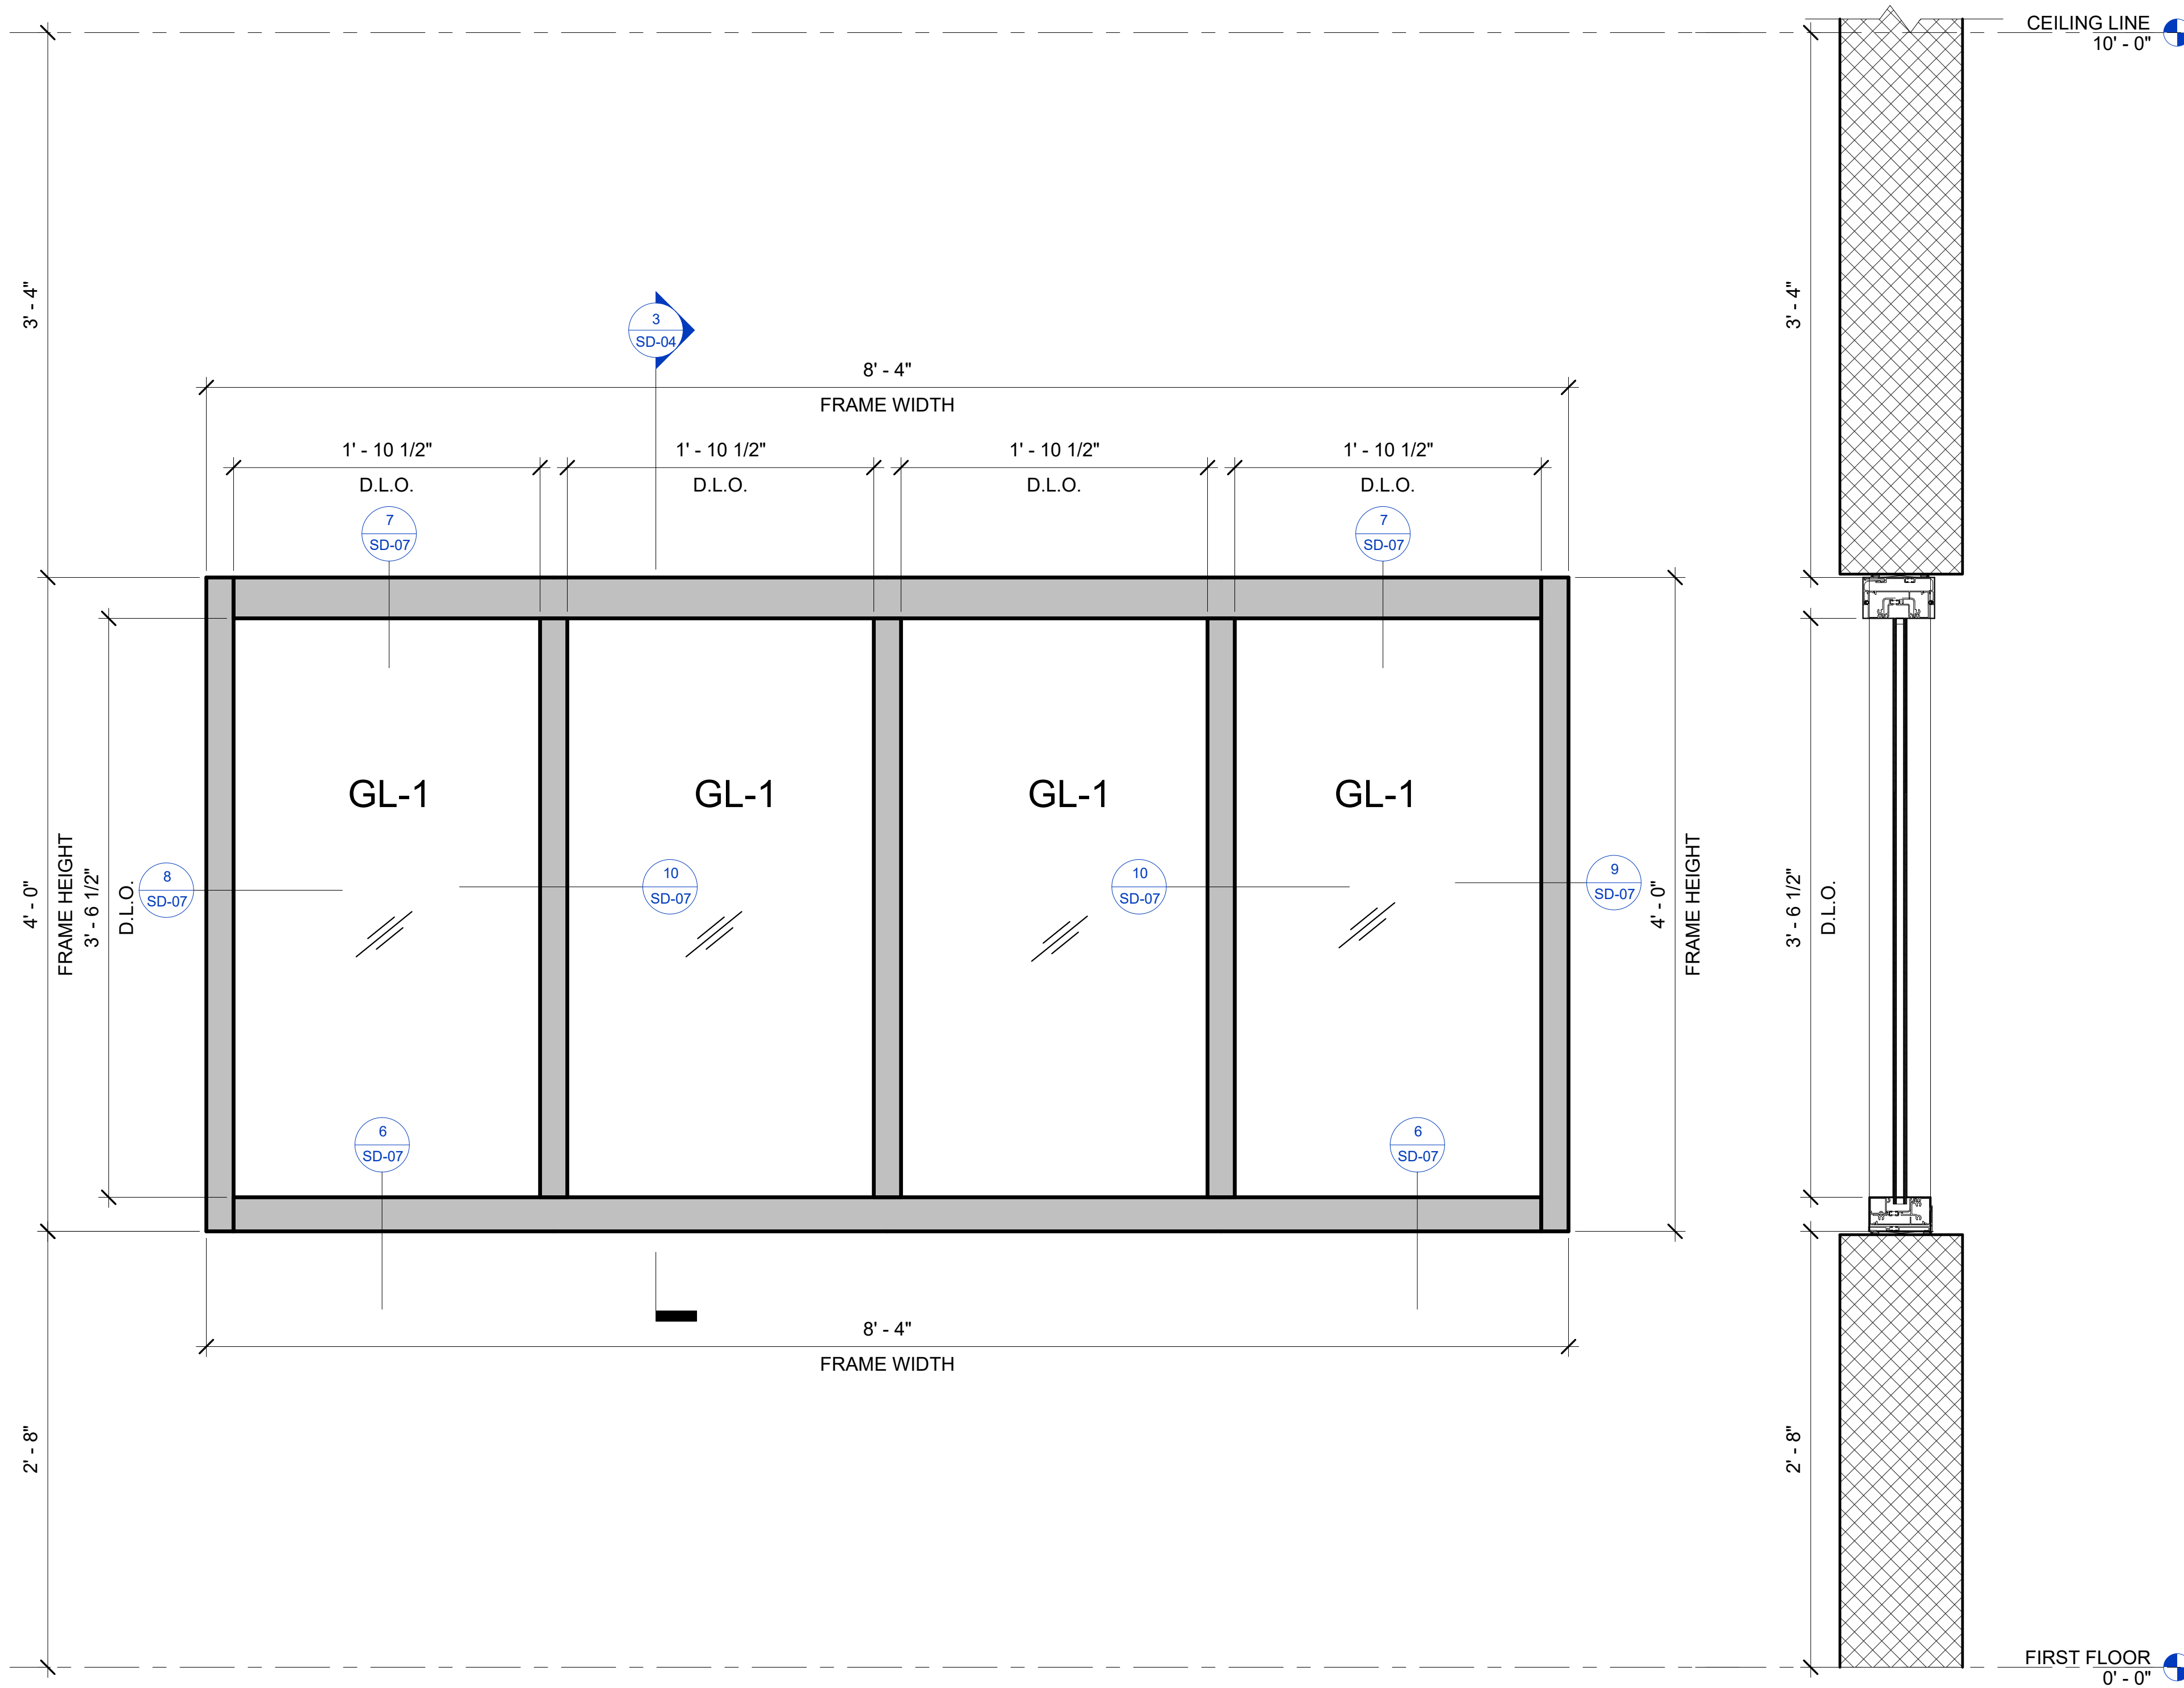 CEILING LINE
10' - 0"
3' - 4"
3' - 4"
3
SD-04
8' - 4"
FRAME WIDTH
1' - 10 1/2"
D.L.O.
1' - 10 1/2"
D.L.O.
1' - 10 1/2"
D.L.O.
1' - 10 1/2"
D.L.O.
7
SD-07
7
SD-07
GL-1
GL-1
GL-1
GL-1
4' - 0"
FRAME HEIGHT
3' - 6 1/2"
D.L.O.
8
SD-07
10
SD-07
10
SD-07
9
SD-07
4' - 0"
FRAME HEIGHT
3' - 6 1/2"
D.L.O.
6
SD-07
6
SD-07
8' - 4"
FRAME WIDTH
2' - 8"
2' - 8"
FIRST FLOOR
0' - 0"